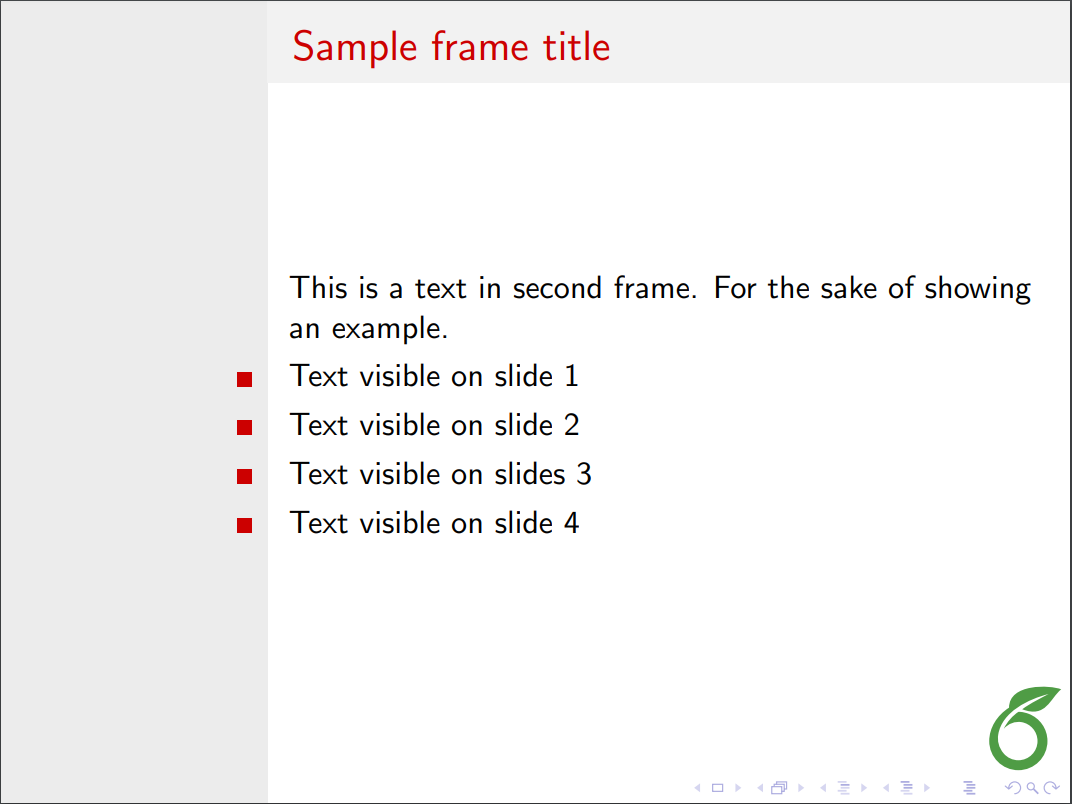 Sample frame title
This is a text in second frame. For the sake of showing
an example.
Text visible on slide 1
Text visible on slide 2
Text visible on slides 3
Text visible on slide 4